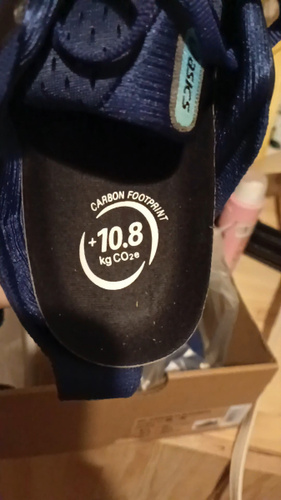 asics
CARBON FOOTPRINT
+10.8
kg CO2e